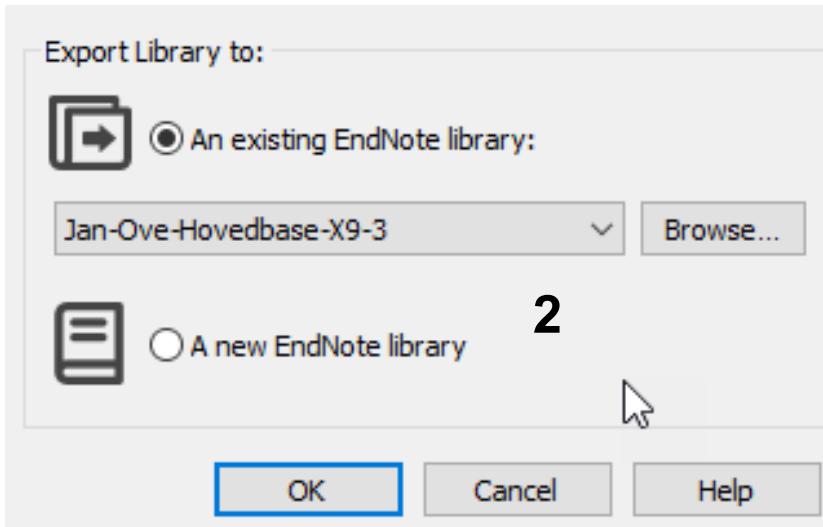 Export Library to:
An existing EndNote library:
Jan-Ove-Hovedbase-X9-3
Browse...
2
A new EndNote library
OK
Cancel
Help